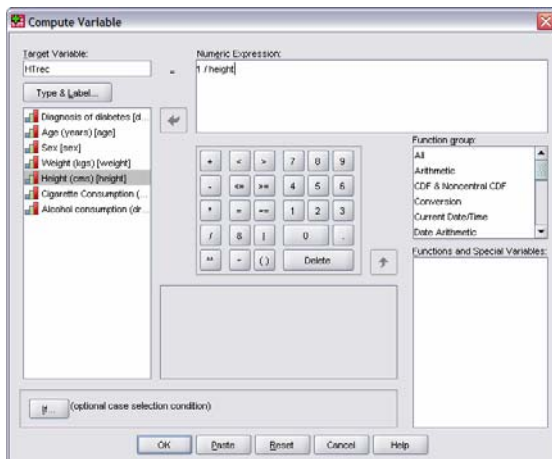 Compute Variable
Target Variable:
HTrec
=
Numeric Expression:
1 / height
Type & Label...
Diagnosis of diabetes [d...
Age (years) [age]
Sex [sex]
Weight (kgs) [weight]
Height (cms) [height]
Cigarette Consumption (...
Alcohol consumption (dr...
+ < > 7 8 9
- <= >= 4 5 6
* = ~= 1 2 3
/ & | 0 .
** ~ ( ) Delete
Function group:
All
Arithmetic
CDF & Noncentral CDF
Conversion
Current Date/Time
Date Arithmetic
Functions and Special Variables:
If... (optional case selection condition)
OK Paste Reset Cancel Help